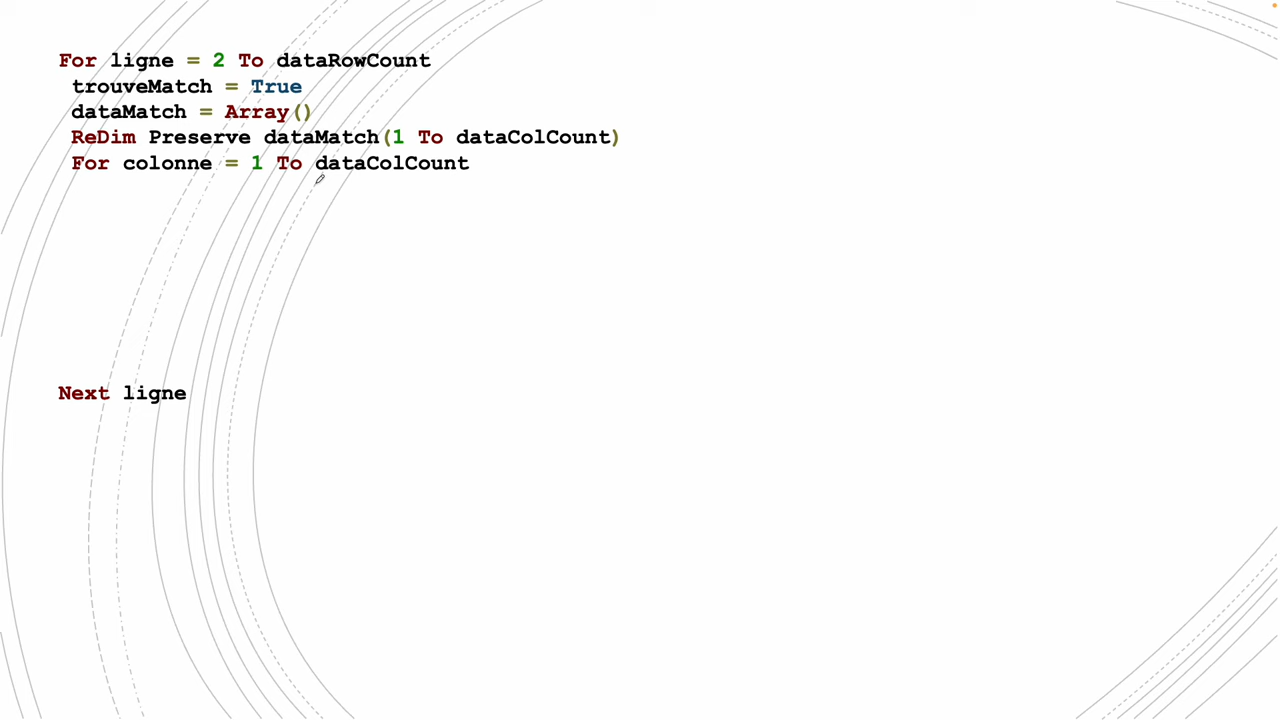 For ligne = 2 To dataRowCount
trouveMatch = True
dataMatch = Array()
ReDim Preserve dataMatch(1 To dataColCount)
For colonne = 1 To dataColCount
Next ligne